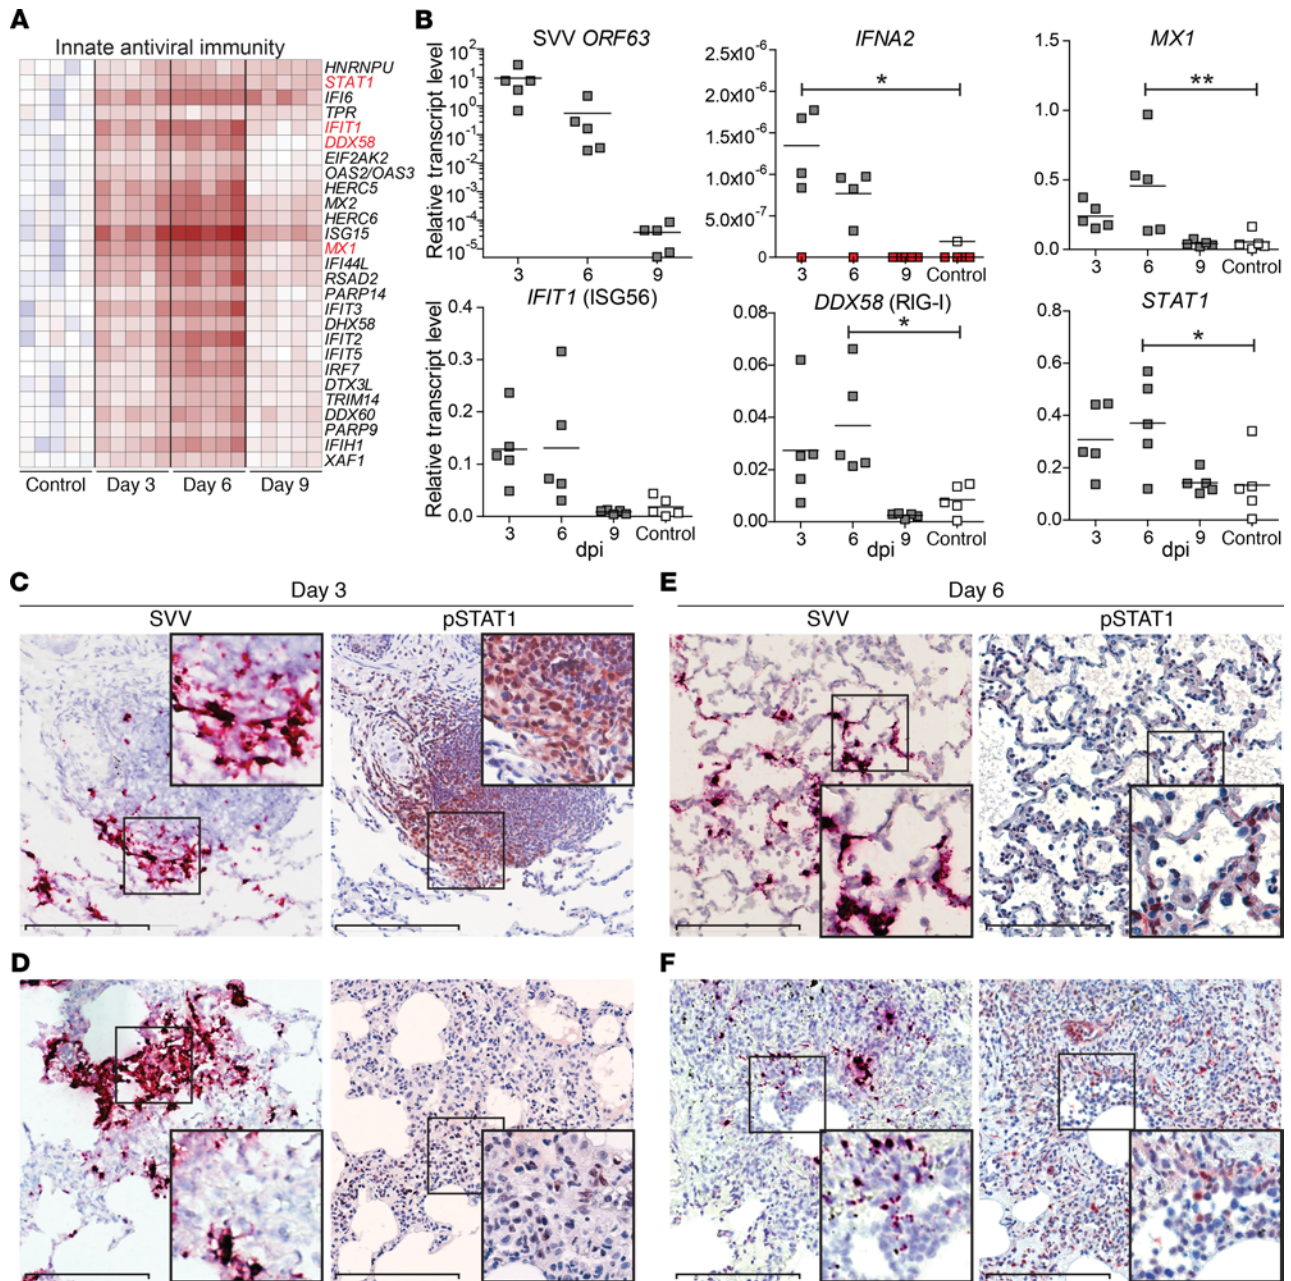 A
Innate antiviral immunity
HNRNPU
STAT1
IFI6
TPR
IFIT1
DDX58
EIF2AK2
OAS2/OAS3
HERC5
MX2
HERC6
ISG15
MX1
IFI44L
RSAD2
PARP14
IFIT3
DHX58
IFIT2
IFIT5
IRF7
DTX3L
TRIM14
DDX60
PARP9
IFIH1
XAF1
Control Day 3 Day 6 Day 9
B
SVV ORF63
Relative transcript level
10^2
10^1
10^0
10^-1
10^-2
10^-3
10^-4
10^-5
3 6 9
IFNA2
2.5x10^-6
2.0x10^-6
1.5x10^-6
1.0x10^-6
5.0x10^-7
0
*
3 6 9 Control
MX1
1.5
1.0
0.5
0.0
**
3 6 9 Control
IFIT1 (ISG56)
Relative transcript level
0.4
0.3
0.2
0.1
0.0
3 6 9 Control
dpi
DDX58 (RIG-I)
0.08
0.06
0.04
0.02
0.00
*
3 6 9 Control
dpi
STAT1
0.8
0.6
0.4
0.2
0.0
*
3 6 9 Control
dpi
C
Day 3
SVV pSTAT1
E
Day 6
SVV pSTAT1
D
F